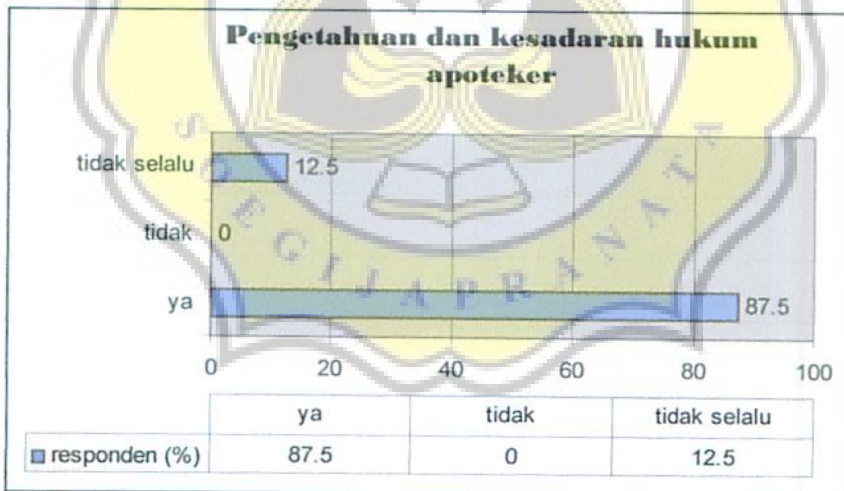 Pengetahuan dan kesadaran hukum
apoteker
SOEGIJAPRANATA
tidak selalu 12.5
tidak 0
ya 87.5
0 20 40 60 80 100
ya tidak tidak selalu
responden (%) 87.5 0 12.5